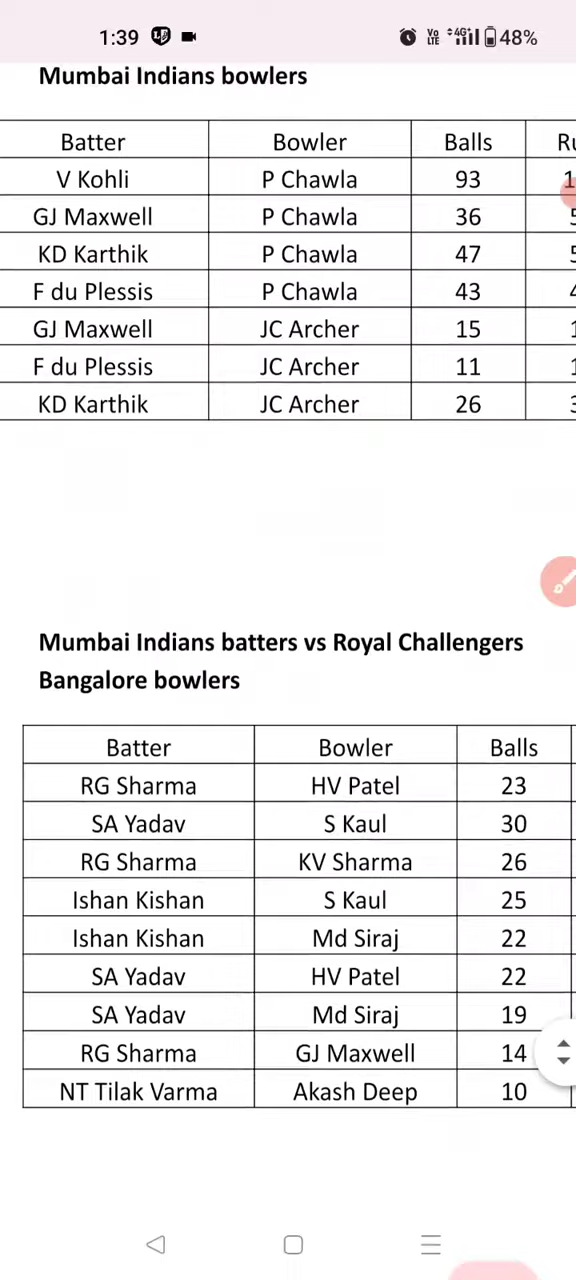 1:39 Vo LTE 4G 48%
Mumbai Indians bowlers
Batter Bowler Balls
V Kohli P Chawla 93
GJ Maxwell P Chawla 36
KD Karthik P Chawla 47
F du Plessis P Chawla 43
GJ Maxwell JC Archer 15
F du Plessis JC Archer 11
KD Karthik JC Archer 26
Mumbai Indians batters vs Royal Challengers
Bangalore bowlers
Batter Bowler Balls
RG Sharma HV Patel 23
SA Yadav S Kaul 30
RG Sharma KV Sharma 26
Ishan Kishan S Kaul 25
Ishan Kishan Md Siraj 22
SA Yadav HV Patel 22
SA Yadav Md Siraj 19
RG Sharma GJ Maxwell 14
NT Tilak Varma Akash Deep 10